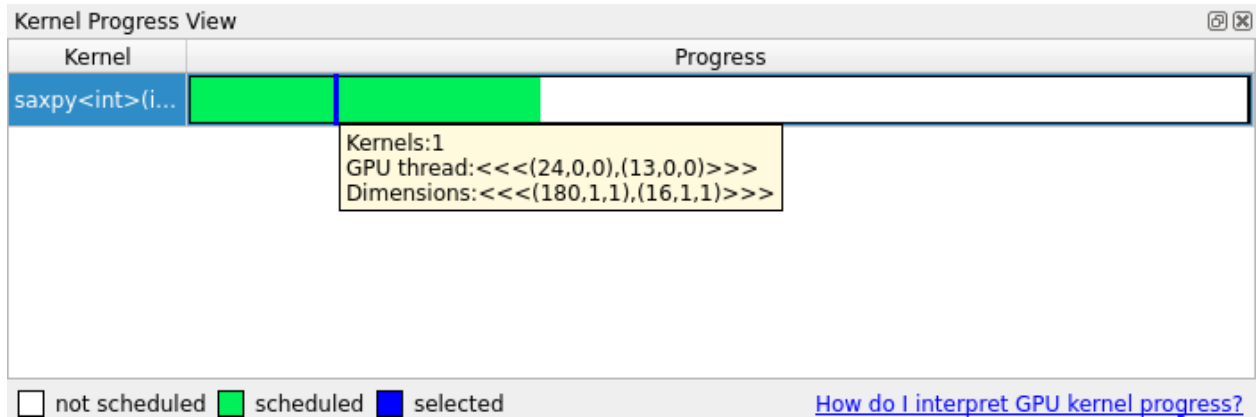 Kernel Progress View
Kernel Progress
saxpy<int>(i...
Kernels:1
GPU thread:<<<(24,0,0),(13,0,0)>>>
Dimensions:<<<(180,1,1),(16,1,1)>>>
not scheduled scheduled selected How do I interpret GPU kernel progress?